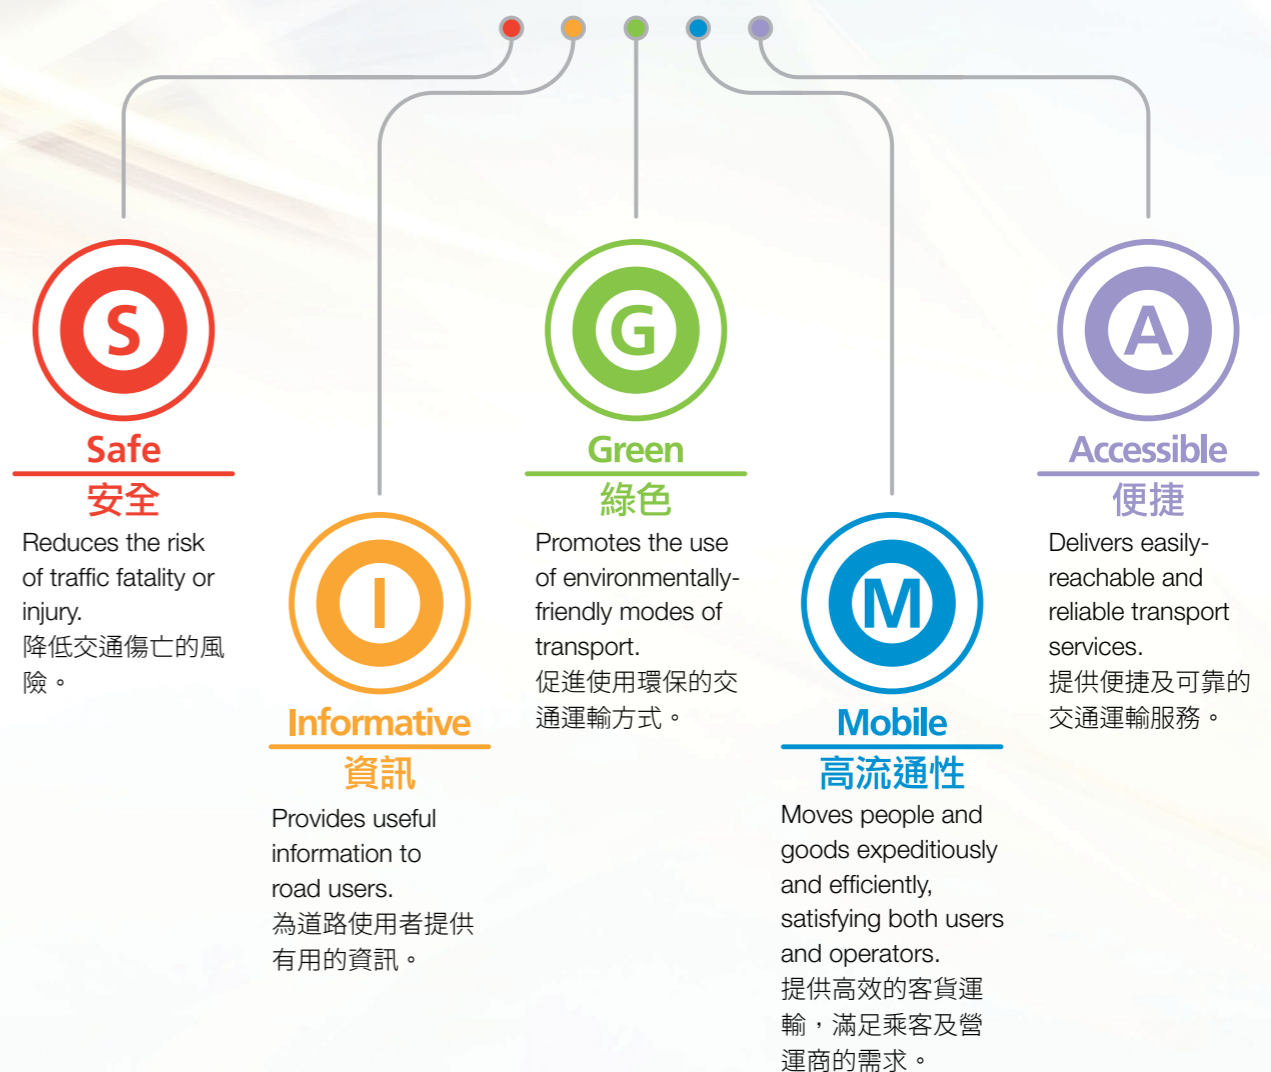 S
Safe
安全
Reduces the risk
of traffic fatality or
injury.
降低交通傷亡的風
險。
I
Informative
資訊
Provides useful
information to
road users.
為道路使用者提供
有用的資訊。
G
Green
綠色
Promotes the use
of environmentally-
friendly modes of
transport.
促進使用環保的交
通運輸方式。
M
Mobile
高流通性
Moves people and
goods expeditiously
and efficiently,
satisfying both users
and operators.
提供高效的客貨運
輸，滿足乘客及營
運商的需求。
A
Accessible
便捷
Delivers easily-
reachable and
reliable transport
services.
提供便捷及可靠的
交通運輸服務。